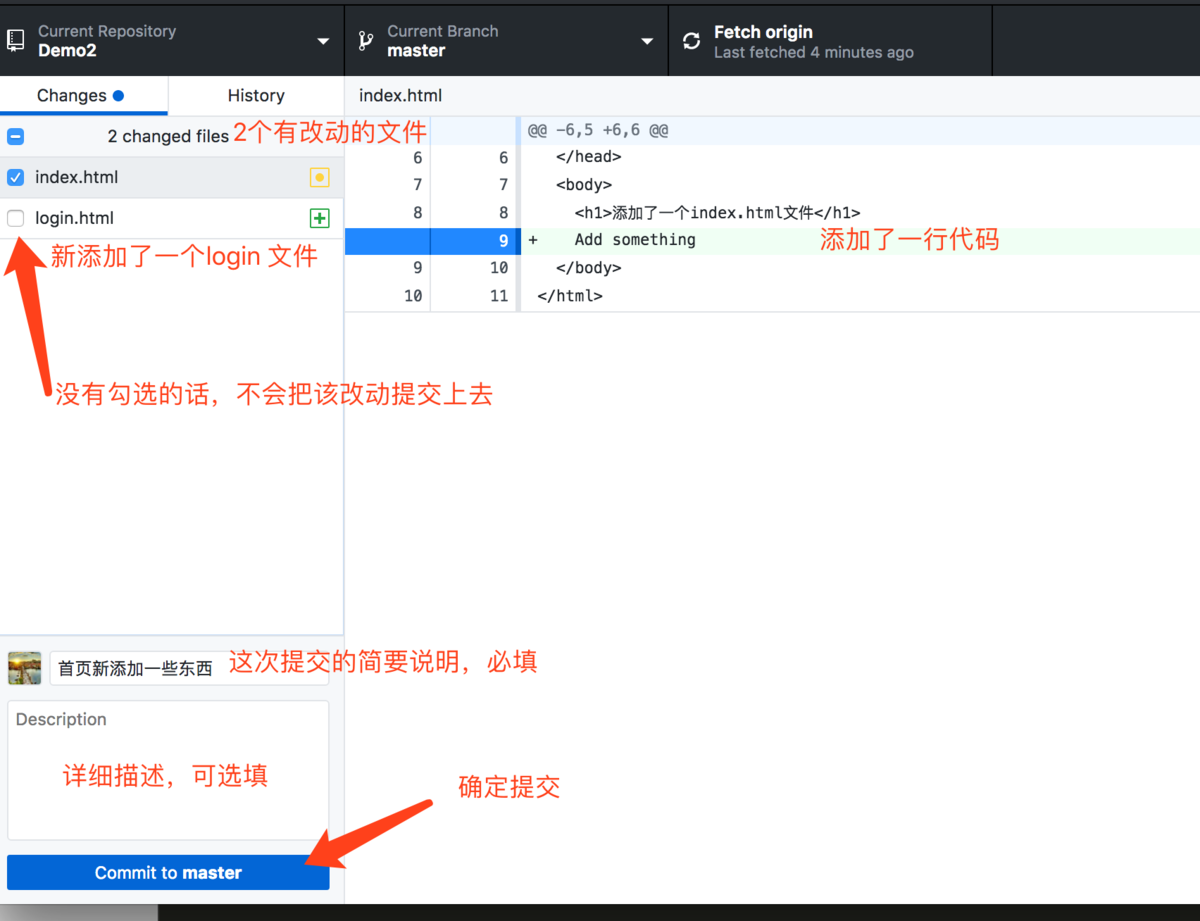 Current Repository
Demo2
Current Branch
master
Fetch origin
Last fetched 4 minutes ago
Changes
History
index.html
2 changed files
2个有改动的文件
index.html
login.html
新添加了一个login 文件
没有勾选的话，不会把该改动提交上去
@@ -6,5 +6,6 @@
6 6 </head>
7 7 <body>
8 8 <h1>添加了一个index.html文件</h1>
9 + Add something
添加了一行代码
9 10 </body>
10 11 </html>
首页新添加一些东西
这次提交的简要说明，必填
Description
详细描述，可选填
确定提交
Commit to master